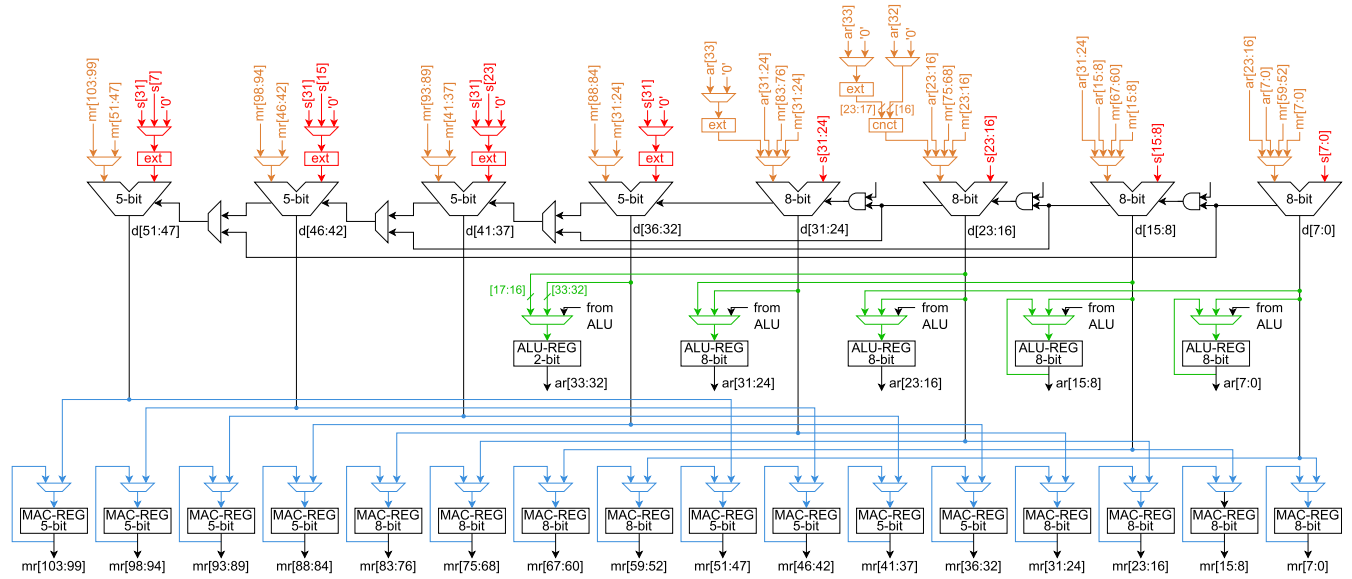 ar[33]
'0'
ar[32]
'0'
ar[33]
'0'
ext
[23:17]
[16]
cnct
ext
mr[103:99]
mr[51:47]
s[31]
s[7]
'0'
ext
mr[98:94]
mr[46:42]
s[31]
s[15]
'0'
ext
mr[93:89]
mr[41:37]
s[31]
s[23]
'0'
ext
mr[88:84]
mr[31:24]
s[31]
'0'
ext
ar[31:24]
mr[83:76]
mr[31:24]
s[31:24]
ar[23:16]
mr[75:68]
mr[23:16]
s[23:16]
ar[31:24]
ar[15:8]
mr[67:60]
mr[15:8]
s[15:8]
ar[23:16]
ar[7:0]
mr[59:52]
mr[7:0]
s[7:0]
5-bit
5-bit
5-bit
5-bit
8-bit
8-bit
8-bit
8-bit
d[51:47]
d[46:42]
d[41:37]
d[36:32]
d[31:24]
d[23:16]
d[15:8]
d[7:0]
[17:16]
[33:32]
from
ALU
from
ALU
from
ALU
from
ALU
from
ALU
ALU-REG
2-bit
ALU-REG
8-bit
ALU-REG
8-bit
ALU-REG
8-bit
ALU-REG
8-bit
ar[33:32]
ar[31:24]
ar[23:16]
ar[15:8]
ar[7:0]
MAC-REG
5-bit
MAC-REG
5-bit
MAC-REG
5-bit
MAC-REG
5-bit
MAC-REG
8-bit
MAC-REG
8-bit
MAC-REG
8-bit
MAC-REG
8-bit
MAC-REG
5-bit
MAC-REG
5-bit
MAC-REG
5-bit
MAC-REG
5-bit
MAC-REG
8-bit
MAC-REG
8-bit
MAC-REG
8-bit
MAC-REG
8-bit
mr[103:99]
mr[98:94]
mr[93:89]
mr[88:84]
mr[83:76]
mr[75:68]
mr[67:60]
mr[59:52]
mr[51:47]
mr[46:42]
mr[41:37]
mr[36:32]
mr[31:24]
mr[23:16]
mr[15:8]
mr[7:0]